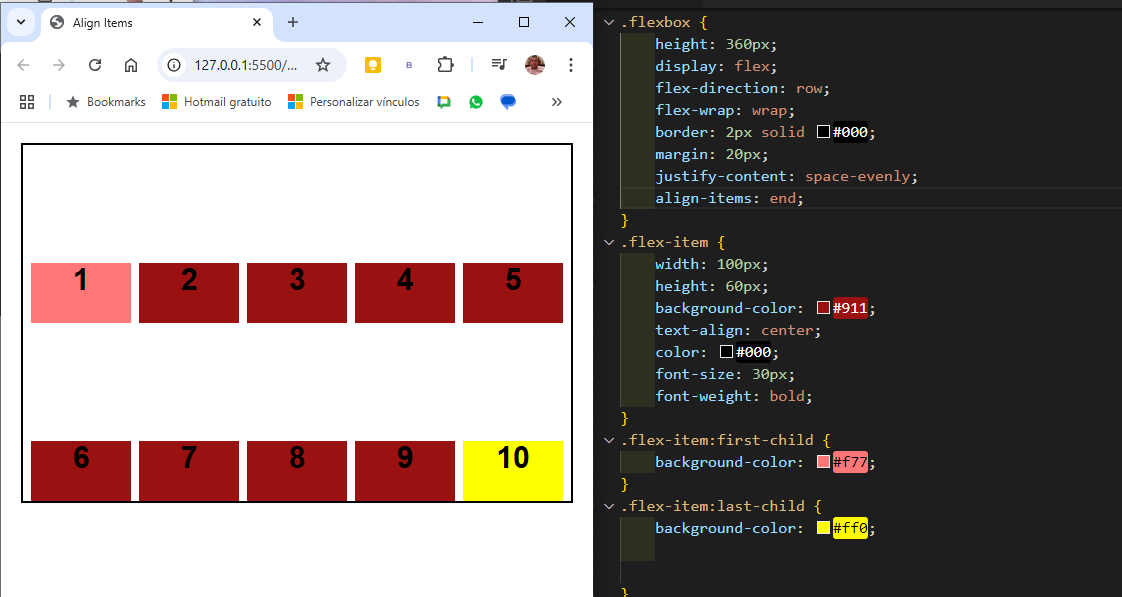 Align Items
127.0.0.1:5500/...
B
Bookmarks
Hotmail gratuito
Personalizar vínculos
1 2 3 4 5
6 7 8 9 10
.flexbox {
height: 360px;
display: flex;
flex-direction: row;
flex-wrap: wrap;
border: 2px solid #000;
margin: 20px;
justify-content: space-evenly;
align-items: end;
}
.flex-item {
width: 100px;
height: 60px;
background-color: #911;
text-align: center;
color: #000;
font-size: 30px;
font-weight: bold;
}
.flex-item:first-child {
background-color: #f77;
}
.flex-item:last-child {
background-color: #ff0;
}